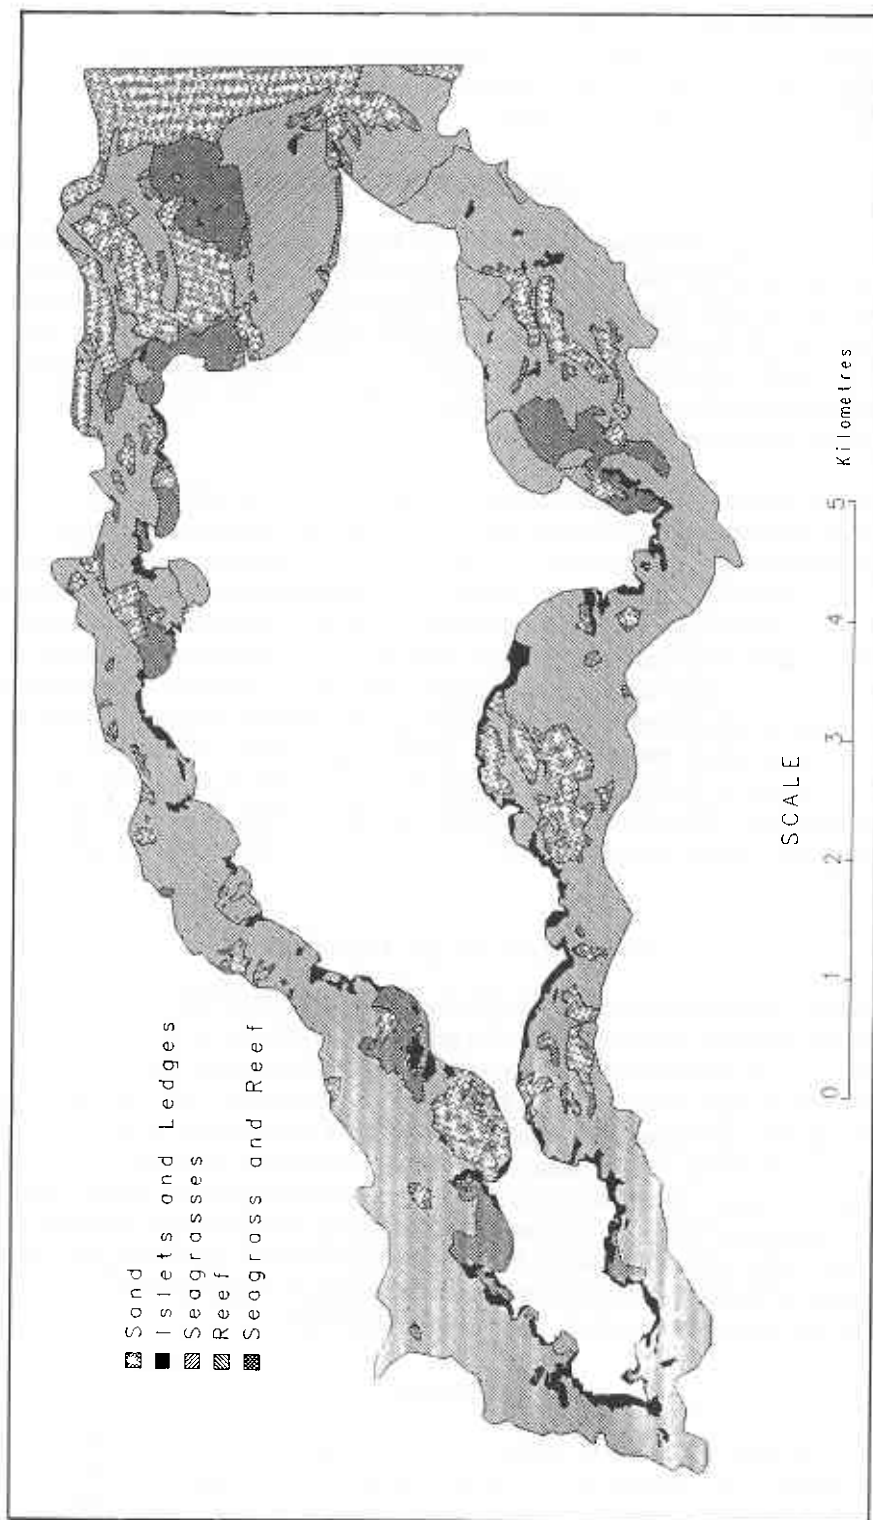 Sand
Islets and Ledges
Seagrasses
Reef
Seagrass and Reef
0 1 2 3 4 5 Kilometres
SCALE